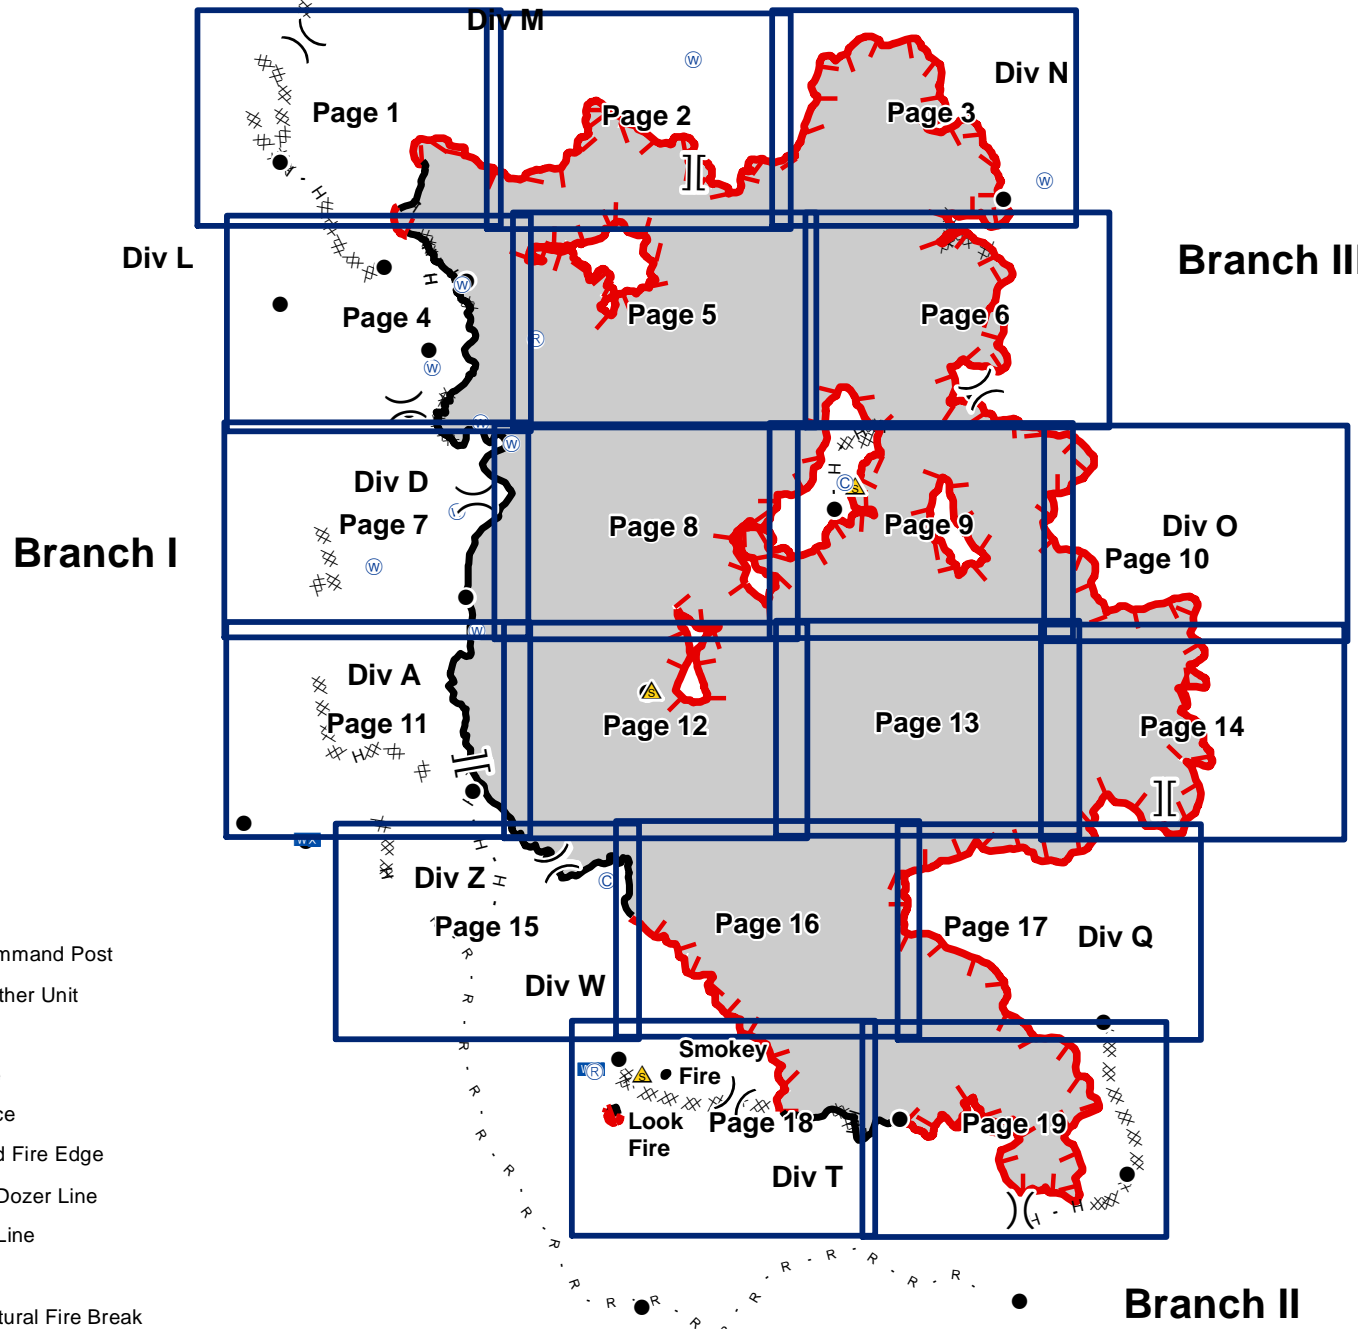 Div M
Div N
Page 1
Page 2
Page 3
Div L
Branch III
Page 4
Page 5
Page 6
Div D
Page 7
Page 8
Page 9
Div O
Page 10
Branch I
Div A
Page 11
Page 12
Page 13
Page 14
Div Z
Page 15
Page 16
Page 17
Div Q
Div W
mmand Post
ther Unit
Smokey
Fire
Look
Fire
Page 18
Page 19
Div T
ce
d Fire Edge
Dozer Line
Line
tural Fire Break
Branch II